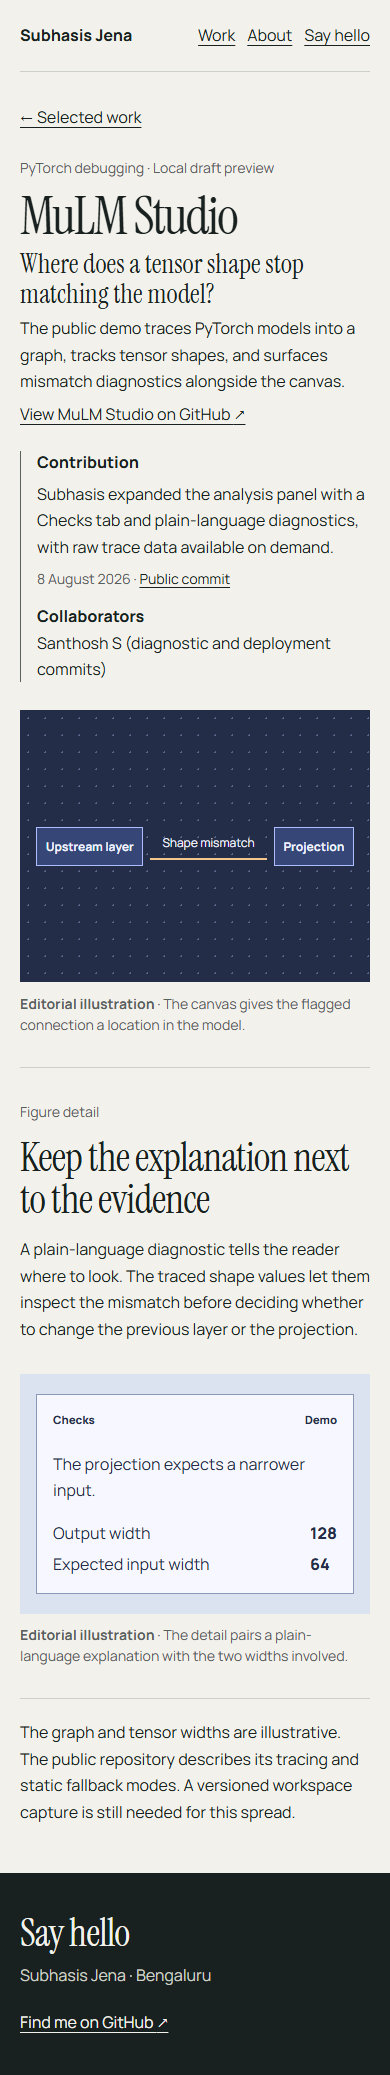 Subhasis Jena
Work About Say hello
← Selected work
PyTorch debugging · Local draft preview
MuLM Studio
Where does a tensor shape stop
matching the model?
The public demo traces PyTorch models into a
graph, tracks tensor shapes, and surfaces
mismatch diagnostics alongside the canvas.
View MuLM Studio on GitHub ↗
Contribution
Subhasis expanded the analysis panel with a
Checks tab and plain-language diagnostics,
with raw trace data available on demand.
8 August 2026 · Public commit
Collaborators
Santhosh S (diagnostic and deployment
commits)
Upstream layer Shape mismatch Projection
Editorial illustration · The canvas gives the flagged
connection a location in the model.
Figure detail
Keep the explanation next
to the evidence
A plain-language diagnostic tells the reader
where to look. The traced shape values let them
inspect the mismatch before deciding whether
to change the previous layer or the projection.
Checks Demo
The projection expects a narrower
input.
Output width 128
Expected input width 64
Editorial illustration · The detail pairs a plain-
language explanation with the two widths involved.
The graph and tensor widths are illustrative.
The public repository describes its tracing and
static fallback modes. A versioned workspace
capture is still needed for this spread.
Say hello
Subhasis Jena · Bengaluru
Find me on GitHub ↗